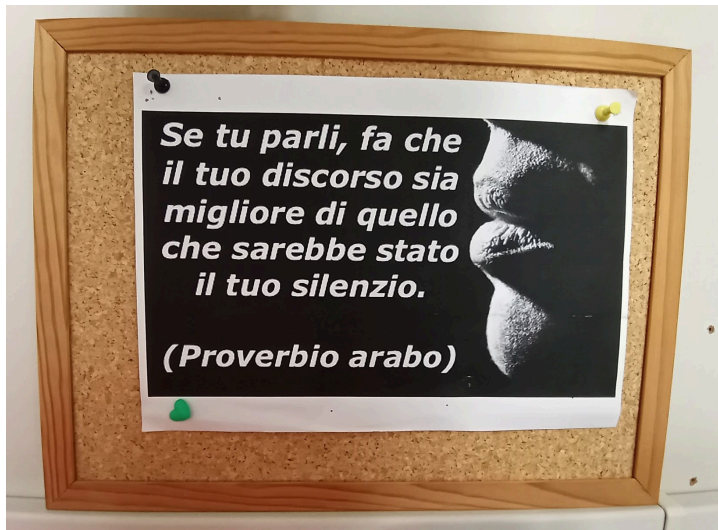 Se tu parli, fa che
il tuo discorso sia
migliore di quello
che sarebbe stato
il tuo silenzio.
(Proverbio arabo)